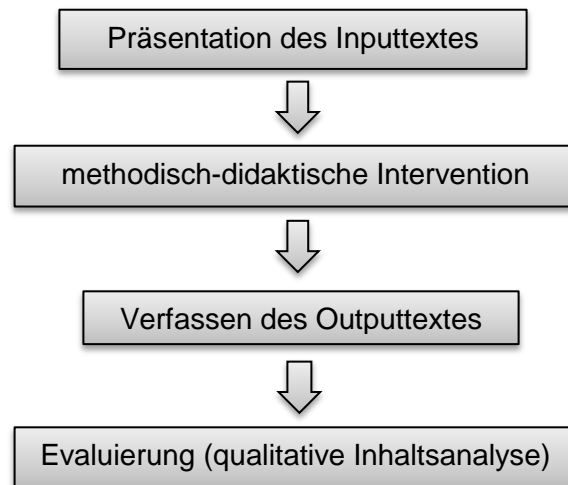 Präsentation des Inputtextes
methodisch-didaktische Intervention
Verfassen des Outputtextes
Evaluierung (qualitative Inhaltsanalyse)